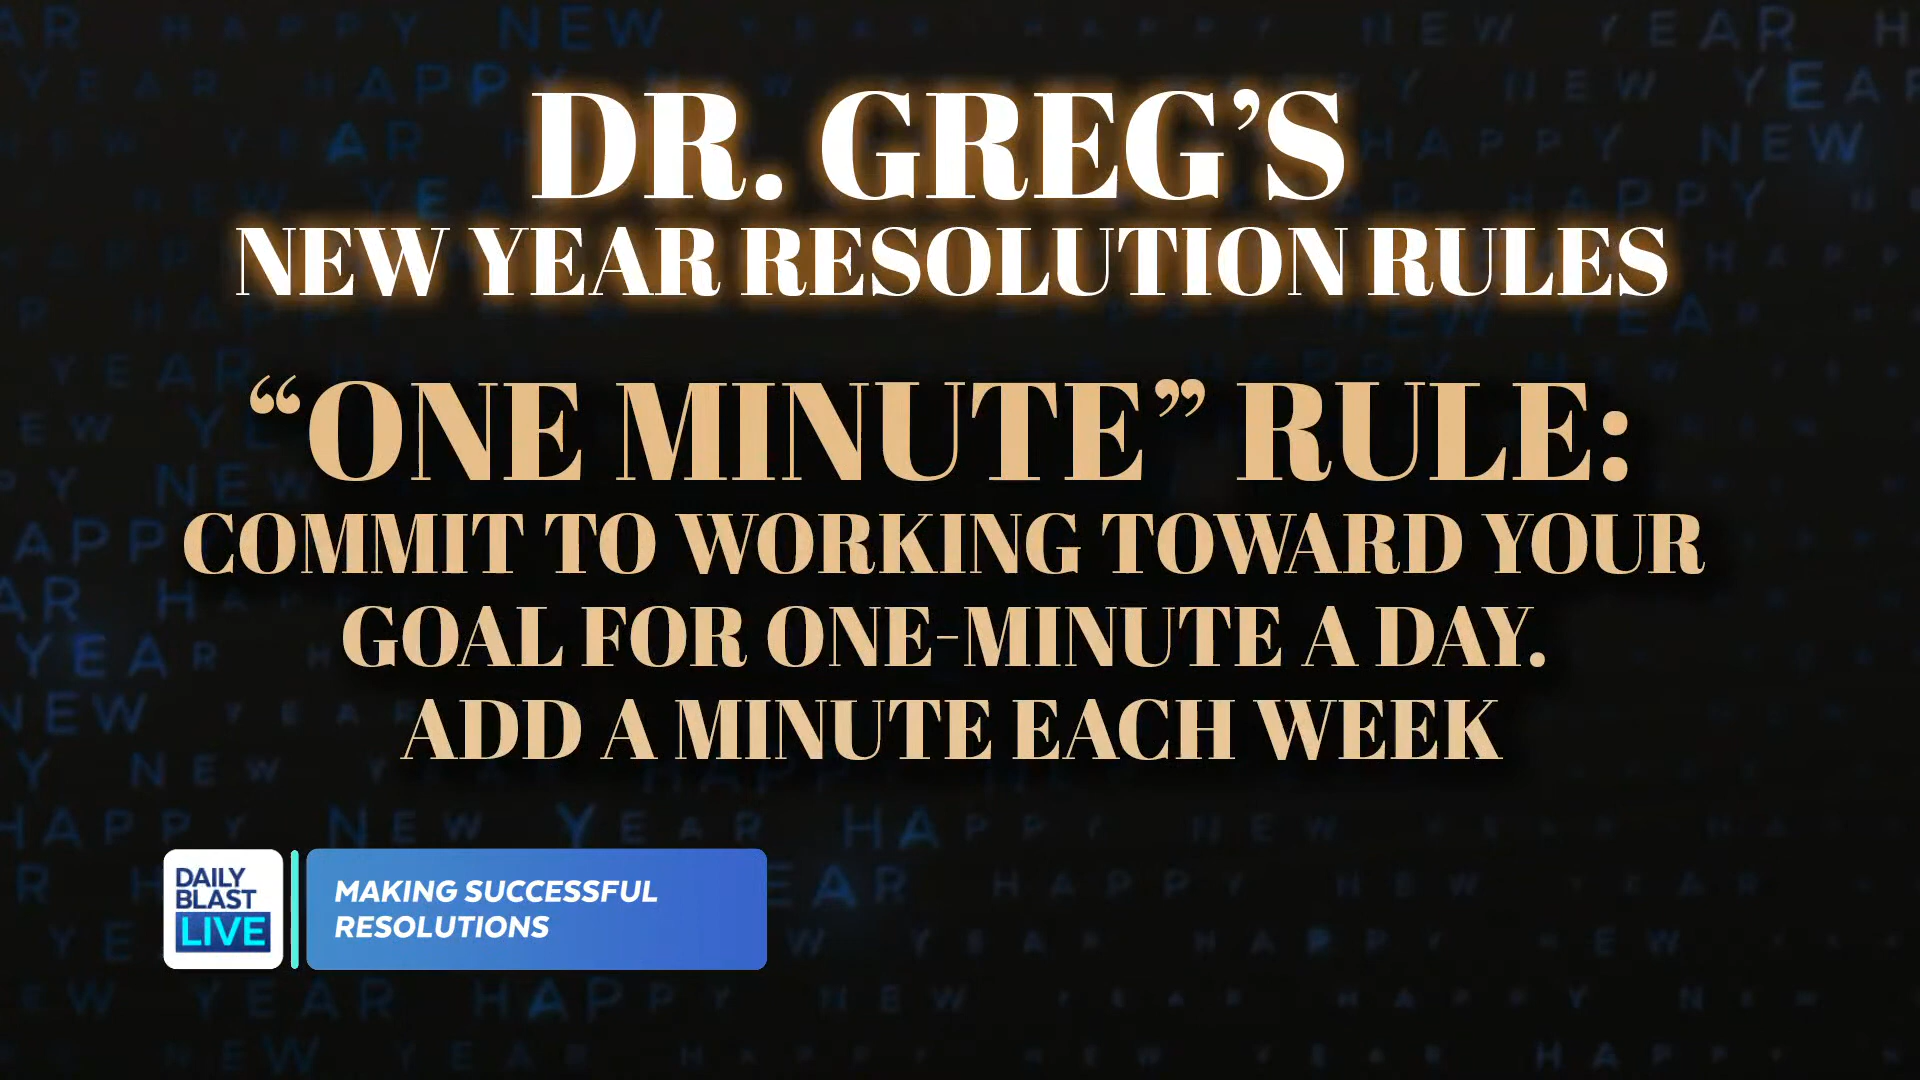 DR. GREG’S
NEW YEAR RESOLUTION RULES
“ONE MINUTE” RULE:
COMMIT TO WORKING TOWARD YOUR
GOAL FOR ONE-MINUTE A DAY.
ADD A MINUTE EACH WEEK
DAILY
BLAST
LIVE
MAKING SUCCESSFUL
RESOLUTIONS